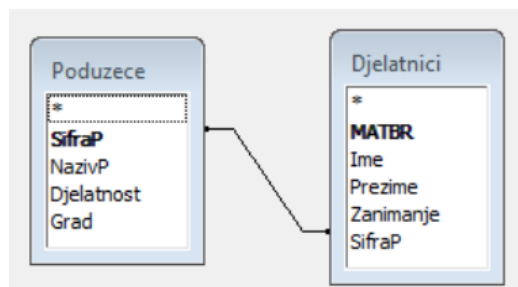 Poduzece
*
SifraP
NazivP
Djelatnost
Grad
Djelatnici
*
MATBR
Ime
Prezime
Zanimanje
SifraP